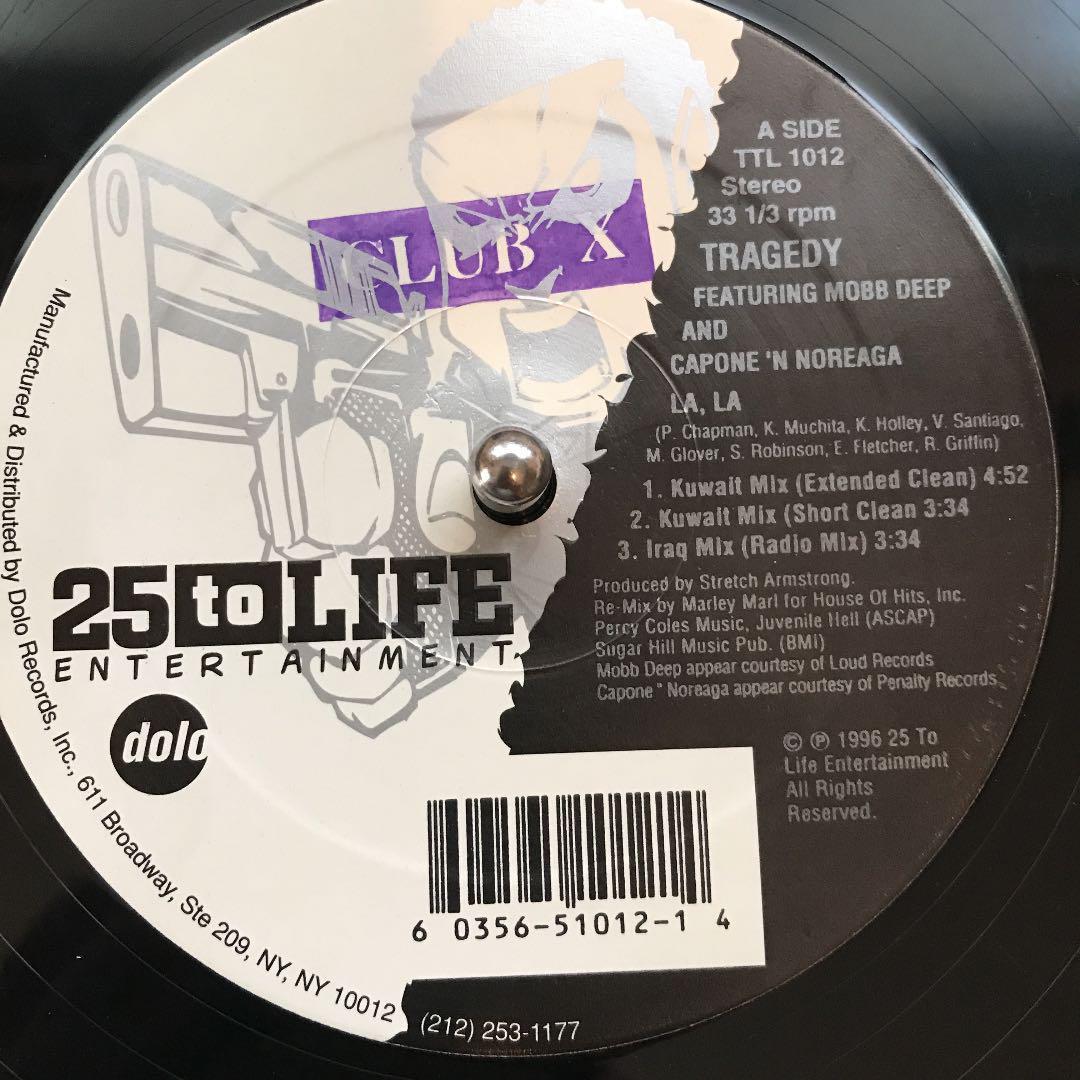 A SIDE
TTL 1012
Stereo
33 1/3 rpm
TRAGEDY
FEATURING MOBB DEEP
AND
CAPONE 'N NOREAGA
LA, LA
(P. Chapman, K. Muchita, K. Holley, V. Santiago,
M. Glover, S. Robinson, E. Fletcher, R. Griffin)
1. Kuwait Mix (Extended Clean) 4:52
2. Kuwait Mix (Short Clean 3:34
3. Iraq Mix (Radio Mix) 3:34
Produced by Stretch Armstrong.
Re-Mix by Marley Marl for House Of Hits, Inc.
Percy Coles Music, Juvenile Hell (ASCAP)
Sugar Hill Music Pub. (BMI)
Mobb Deep appear courtesy of Loud Records
Capone " Noreaga appear courtesy of Penalty Records
© ℗ 1996 25 To
Life Entertainment
All Rights
Reserved.
CLUB X
25 to LIFE
ENTERTAINMENT
dolo
Manufactured & Distributed by Dolo Records, Inc., 611 Broadway, Ste 209, NY, NY 10012 (212) 253-1177
6 0356-51012-1 4